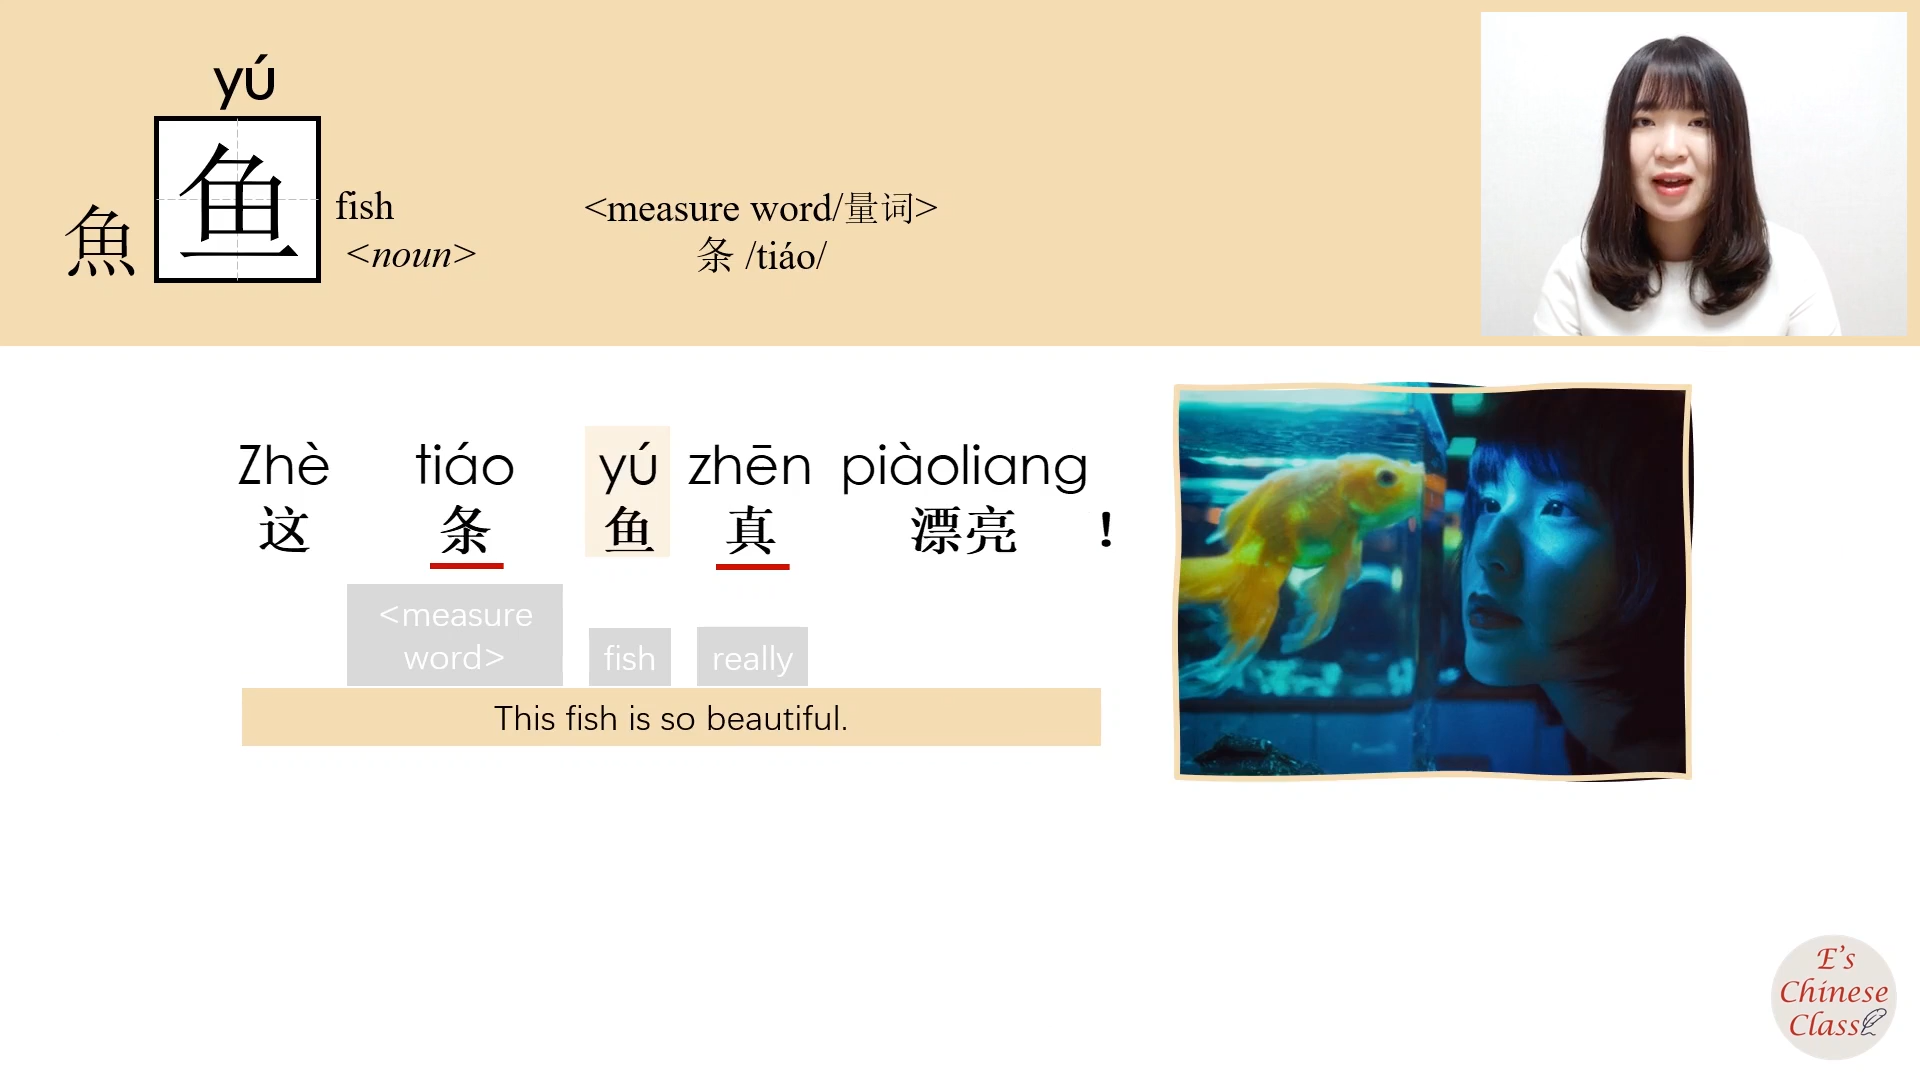 yú
魚 鱼 fish
<noun>
<measure word/量词>
条 /tiáo/
Zhè tiáo yú zhēn piàoliang
这 条 鱼 真 漂亮 !
<measure
word>
fish
really
This fish is so beautiful.
E's
Chinese
Class